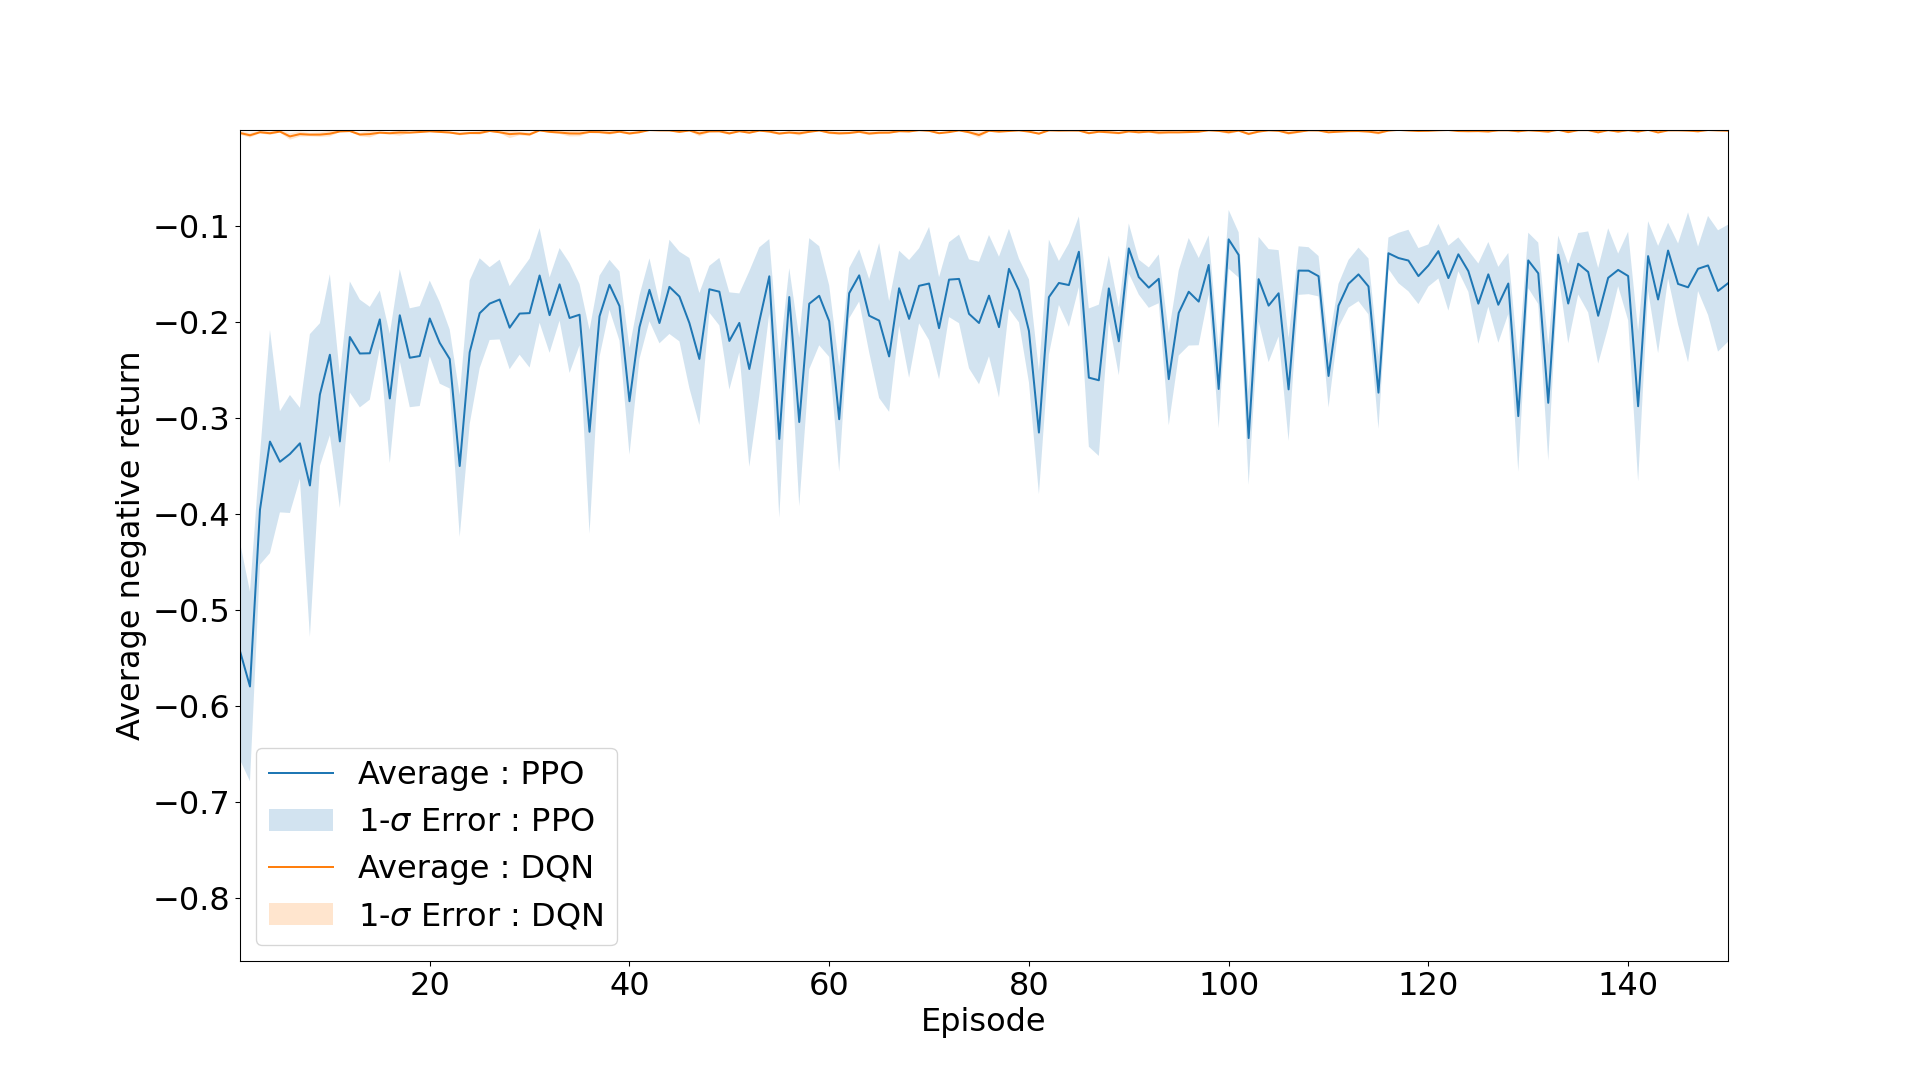 Average negative return
−0.1
−0.2
−0.3
−0.4
−0.5
−0.6
−0.7
−0.8
Average : PPO
1-σ Error : PPO
Average : DQN
1-σ Error : DQN
20 40 60 80 100 120 140
Episode